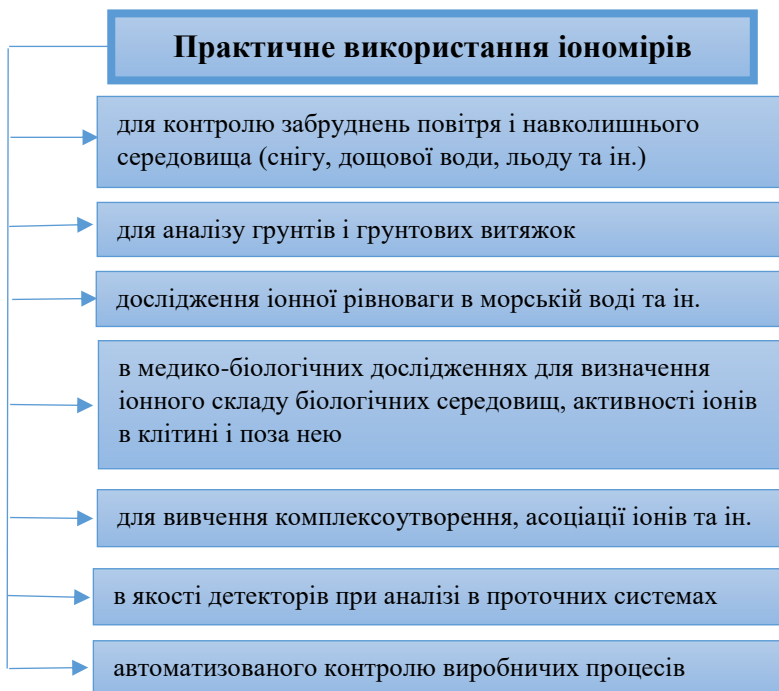 Практичне використання іономірів
для контролю забруднень повітря і навколишнього
середовища (снігу, дощової води, льоду та ін.)
для аналізу грунтів і грунтових витяжок
дослідження іонної рівноваги в морській воді та ін.
в медико-біологічних дослідженнях для визначення
іонного складу біологічних середовищ, активності іонів
в клітині і поза нею
для вивчення комплексоутворення, асоціації іонів та ін.
в якості детекторів при аналізі в проточних системах
автоматизованого контролю виробничих процесів